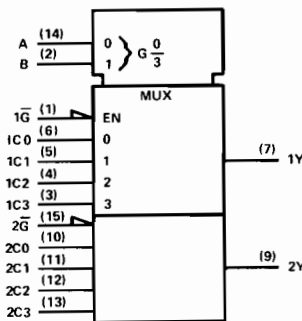 A (14) 0 } G 0/3
B (2) 1
MUX
1G̅ (1) EN
1C0 (6) 0
1C1 (5) 1 (7) 1Y
1C2 (4) 2
1C3 (3) 3
2G̅ (15)
2C0 (10)
2C1 (11) (9) 2Y
2C2 (12)
2C3 (13)